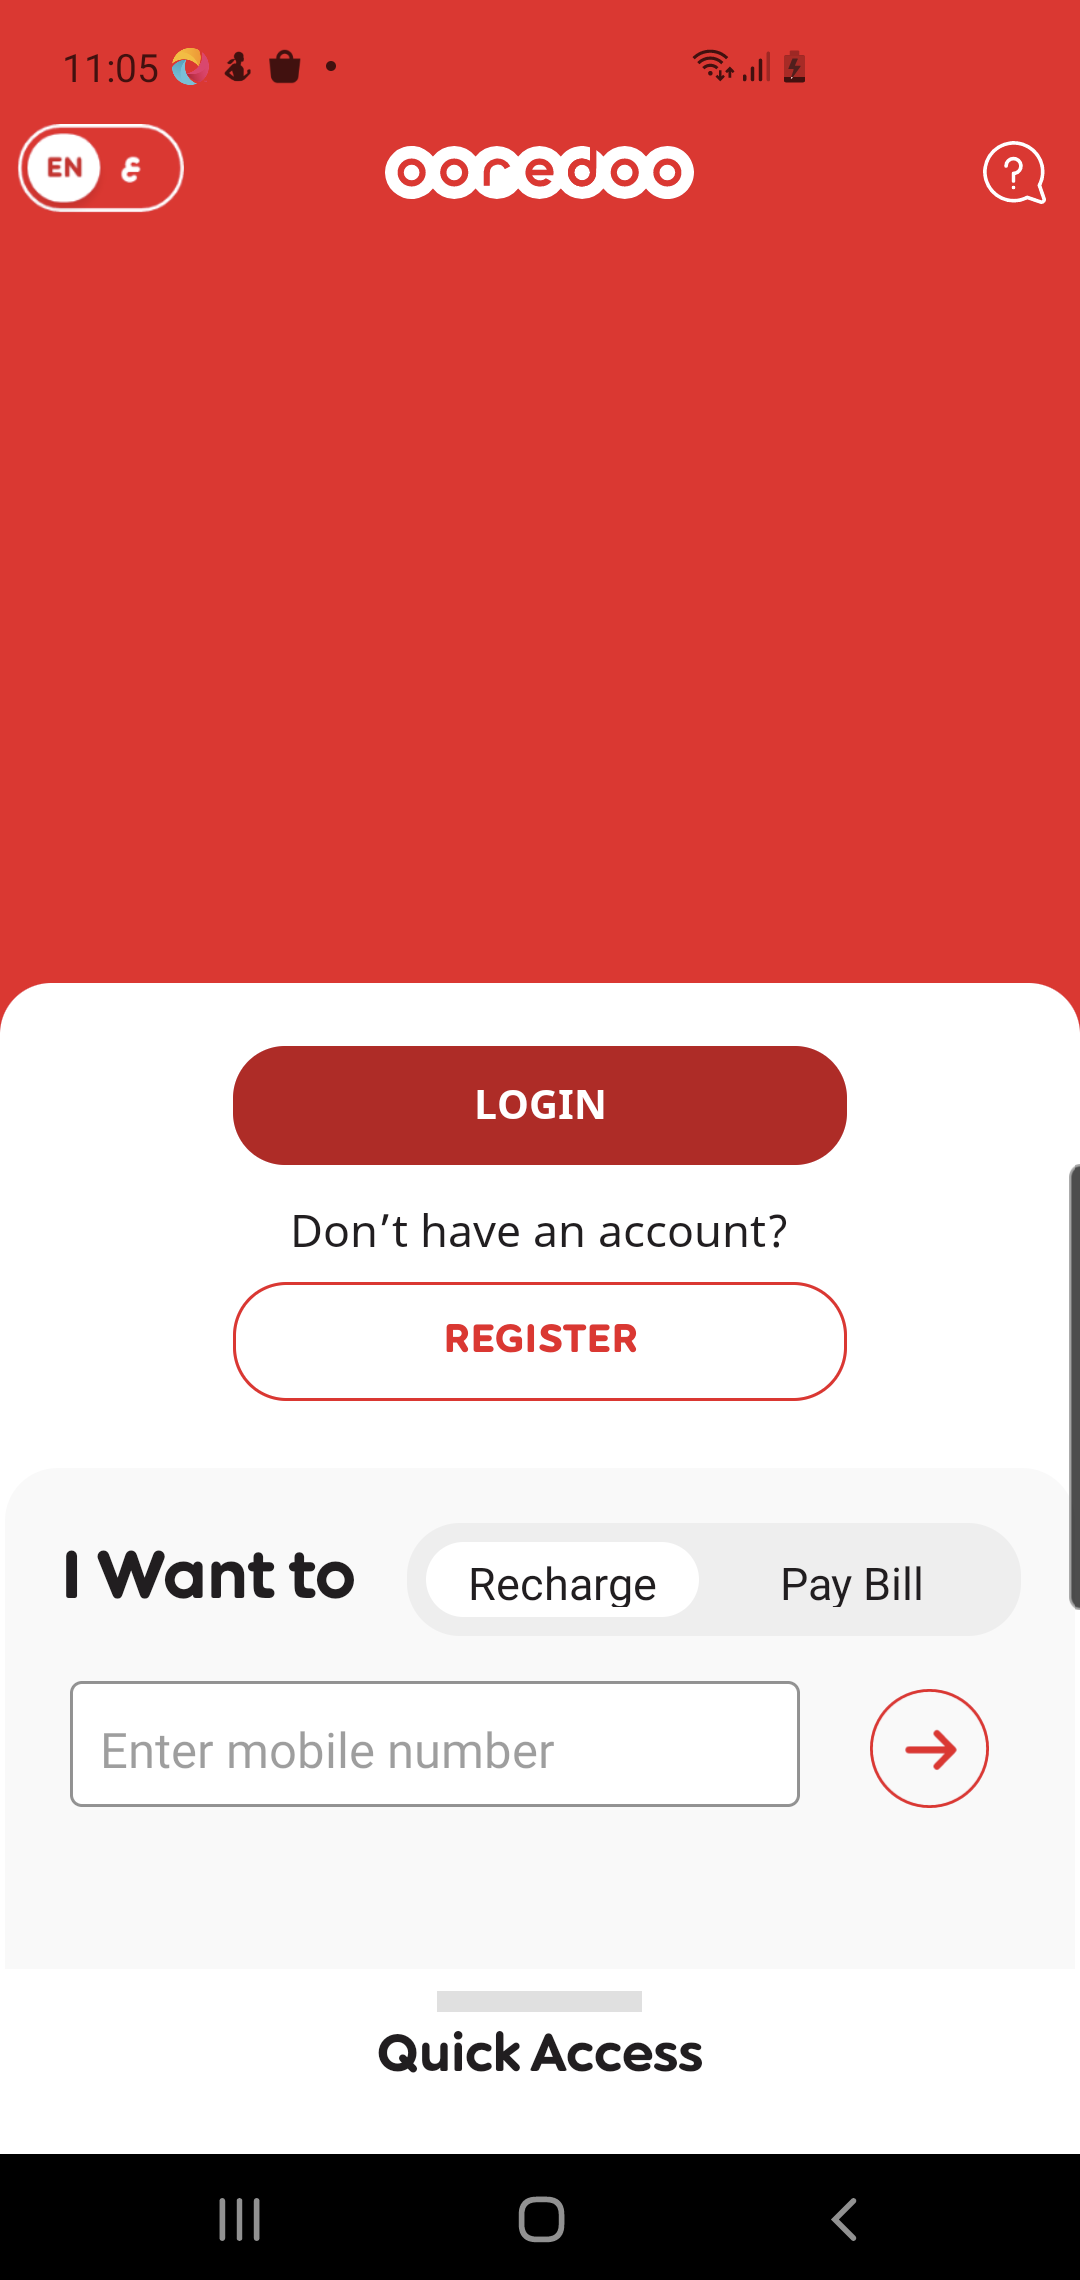 11:05
EN ع
ooredoo
?
LOGIN
Don't have an account?
REGISTER
I Want to
Recharge
Pay Bill
Enter mobile number
Quick Access